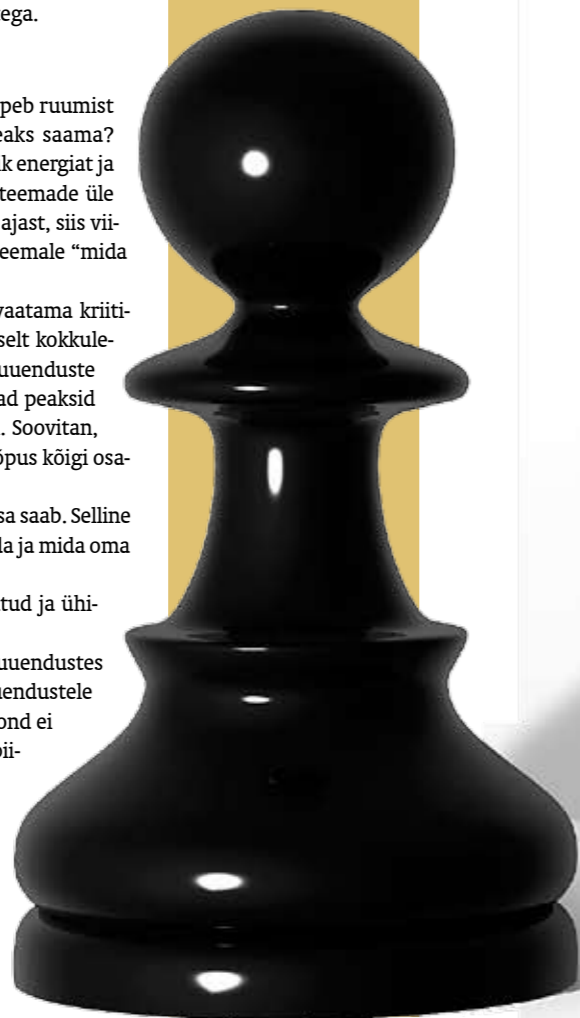 ega.
peb ruumist
eaks saama?
k energiat ja
teemade üle
ajast, siis vii-
eemale “mida
vaatama kriiti-
selt kokkule-
uuenduste
ad peaksid
. Soovitan,
õpus kõigi osa-
sa saab. Selline
la ja mida oma
tud ja ühi-
uuendustes
uendustele
ond ei
pii-